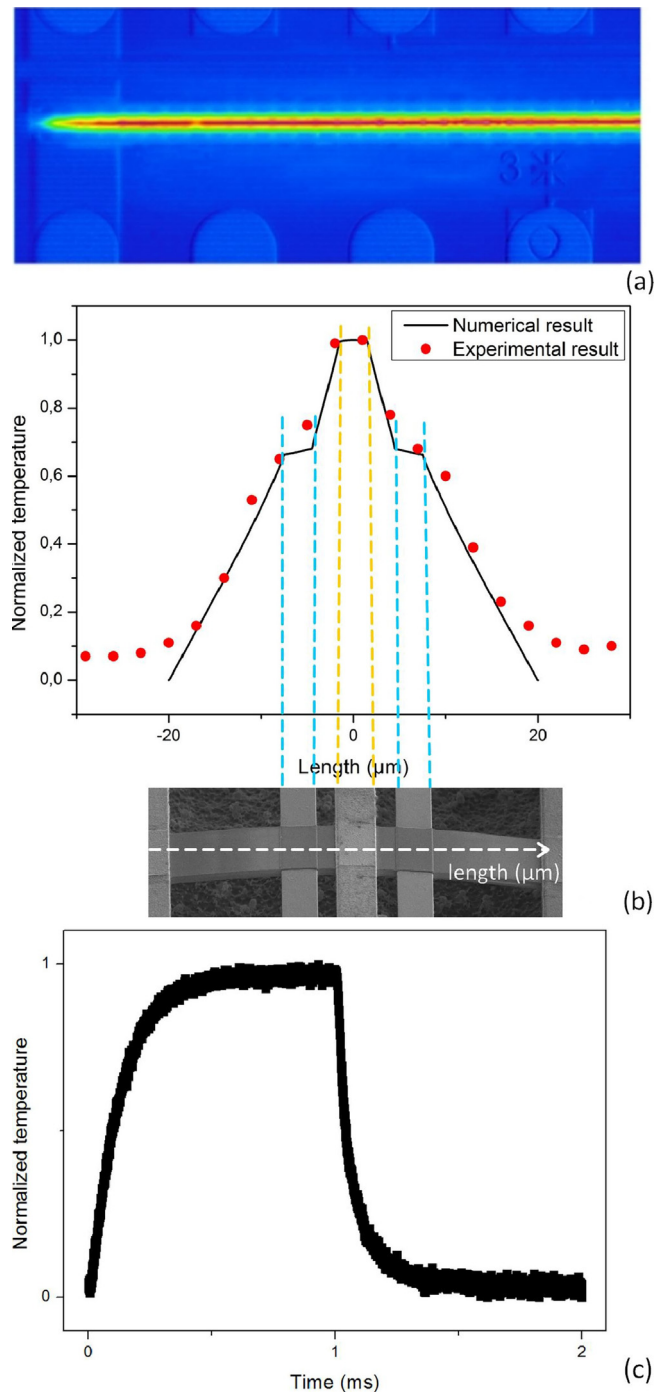 3 ж
(a)
Numerical result
Experimental result
1,0
0,8
0,6
0,4
0,2
0,0
Normalized temperature
-20
0
20
Length (µm)
length (µm)
(b)
1
0
Normalized temperature
0
1
2
Time (ms)
(c)